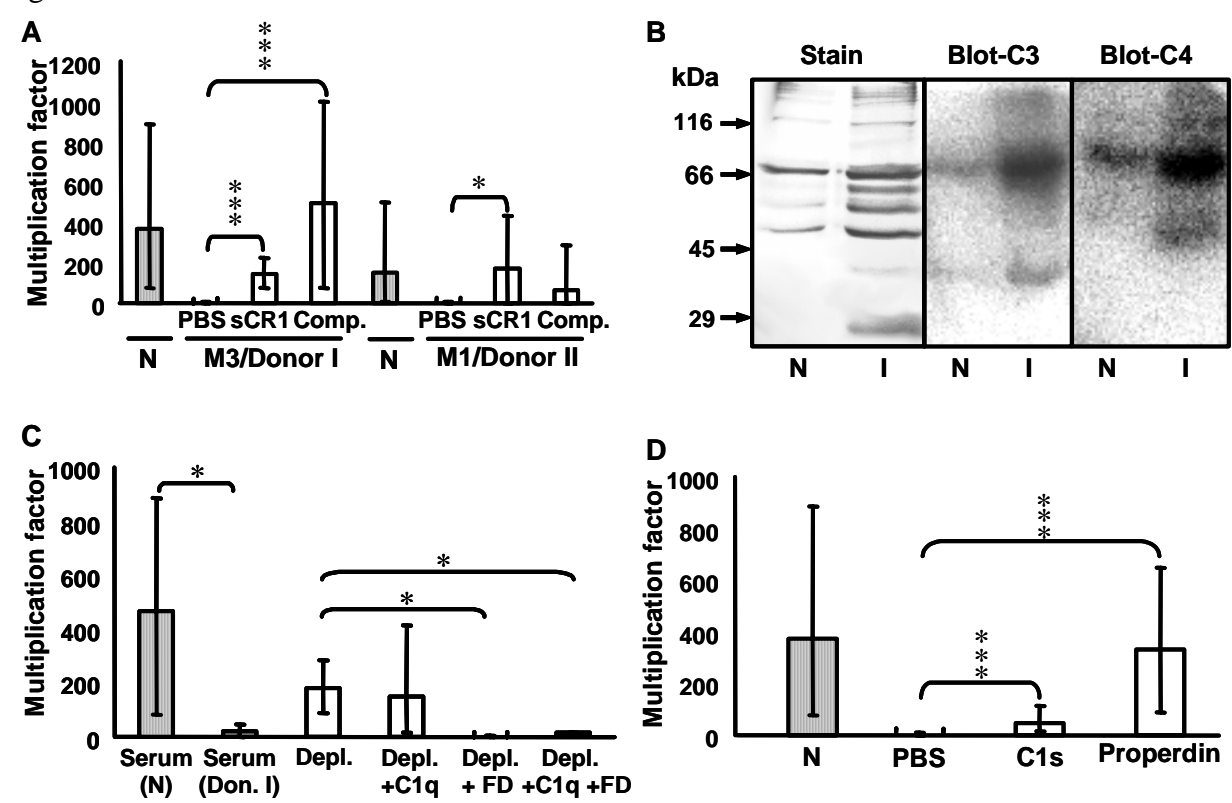 A
Multiplication factor
1200
1000
800
600
400
200
0
***
***
*
PBS sCR1 Comp.
PBS sCR1 Comp.
N
M3/Donor I
N
M1/Donor II
B
Stain
Blot-C3
Blot-C4
kDa
116
66
45
29
N
I
N
I
N
I
C
Multiplication factor
1000
800
600
400
200
0
*
*
*
Serum (N)
Serum (Don. I)
Depl.
Depl. +C1q
Depl. + FD
Depl. +C1q +FD
D
Multiplication factor
1000
800
600
400
200
0
***
***
N
PBS
C1s
Properdin